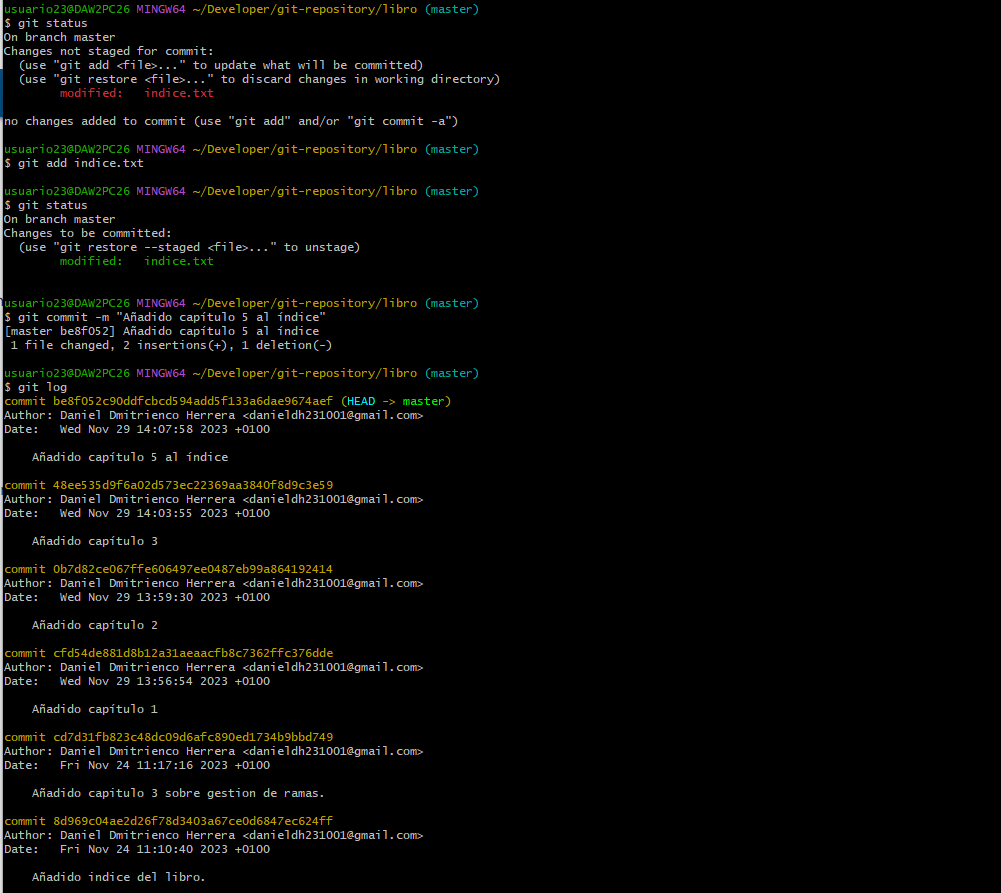 usuario23@DAW2PC26 MINGW64 ~/Developer/git-repository/libro (master)
$ git status
On branch master
Changes not staged for commit:
  (use "git add <file>..." to update what will be committed)
  (use "git restore <file>..." to discard changes in working directory)
        modified:   indice.txt

no changes added to commit (use "git add" and/or "git commit -a")

usuario23@DAW2PC26 MINGW64 ~/Developer/git-repository/libro (master)
$ git add indice.txt

usuario23@DAW2PC26 MINGW64 ~/Developer/git-repository/libro (master)
$ git status
On branch master
Changes to be committed:
  (use "git restore --staged <file>..." to unstage)
        modified:   indice.txt


usuario23@DAW2PC26 MINGW64 ~/Developer/git-repository/libro (master)
$ git commit -m "Añadido capítulo 5 al índice"
[master be8f052] Añadido capítulo 5 al índice
 1 file changed, 2 insertions(+), 1 deletion(-)

usuario23@DAW2PC26 MINGW64 ~/Developer/git-repository/libro (master)
$ git log
commit be8f052c90ddfcbcd594add5f133a6dae9674aef (HEAD -> master)
Author: Daniel Dmitrienco Herrera <danieldh231001@gmail.com>
Date:   Wed Nov 29 14:07:58 2023 +0100

    Añadido capítulo 5 al índice

commit 48ee535d9f6a02d573ec22369aa3840f8d9c3e59
Author: Daniel Dmitrienco Herrera <danieldh231001@gmail.com>
Date:   Wed Nov 29 14:03:55 2023 +0100

    Añadido capítulo 3

commit 0b7d82ce067ffe606497ee0487eb99a864192414
Author: Daniel Dmitrienco Herrera <danieldh231001@gmail.com>
Date:   Wed Nov 29 13:59:30 2023 +0100

    Añadido capítulo 2

commit cfd54de881d8b12a31aeaacfb8c7362ffc376dde
Author: Daniel Dmitrienco Herrera <danieldh231001@gmail.com>
Date:   Wed Nov 29 13:56:54 2023 +0100

    Añadido capítulo 1

commit cd7d31fb823c48dc09d6afc890ed1734b9bbd749
Author: Daniel Dmitrienco Herrera <danieldh231001@gmail.com>
Date:   Fri Nov 24 11:17:16 2023 +0100

    Añadido capitulo 3 sobre gestion de ramas.

commit 8d969c04ae2d26f78d3403a67ce0d6847ec624ff
Author: Daniel Dmitrienco Herrera <danieldh231001@gmail.com>
Date:   Fri Nov 24 11:10:40 2023 +0100

    Añadido indice del libro.